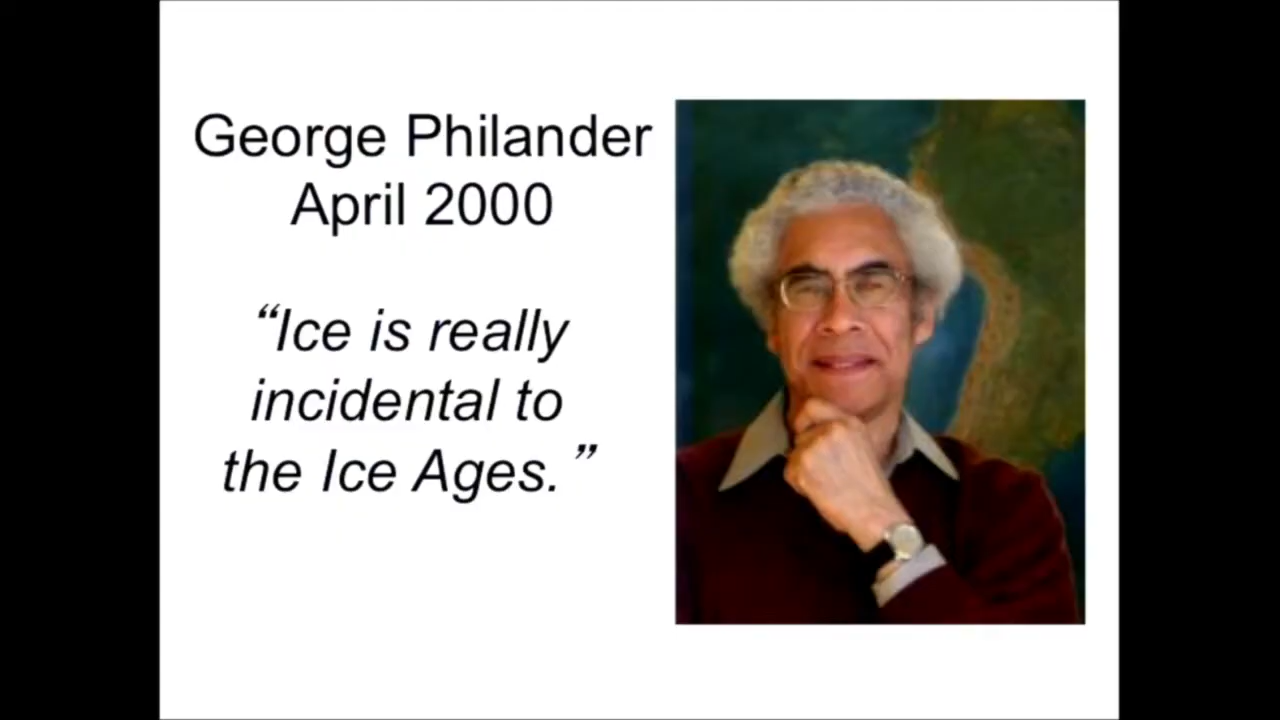 George Philander
April 2000
“Ice is really
incidental to
the Ice Ages.”